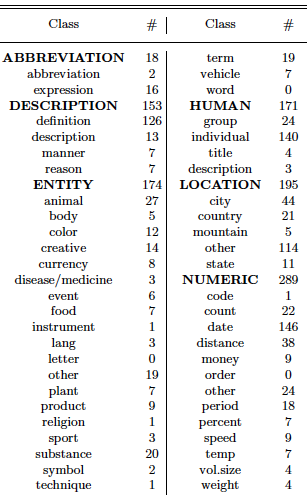 Class # Class #
ABBREVIATION 18 term 19
abbreviation 2 vehicle 7
expression 16 word 0
DESCRIPTION 153 HUMAN 171
definition 126 group 24
description 13 individual 140
manner 7 title 4
reason 7 description 3
ENTITY 174 LOCATION 195
animal 27 city 44
body 5 country 21
color 12 mountain 5
creative 14 other 114
currency 8 state 11
disease/medicine 3 NUMERIC 289
event 6 code 1
food 7 count 22
instrument 1 date 146
lang 3 distance 38
letter 0 money 9
other 19 order 0
plant 7 other 24
product 9 period 18
religion 1 percent 7
sport 3 speed 9
substance 20 temp 7
symbol 2 vol.size 4
technique 1 weight 4